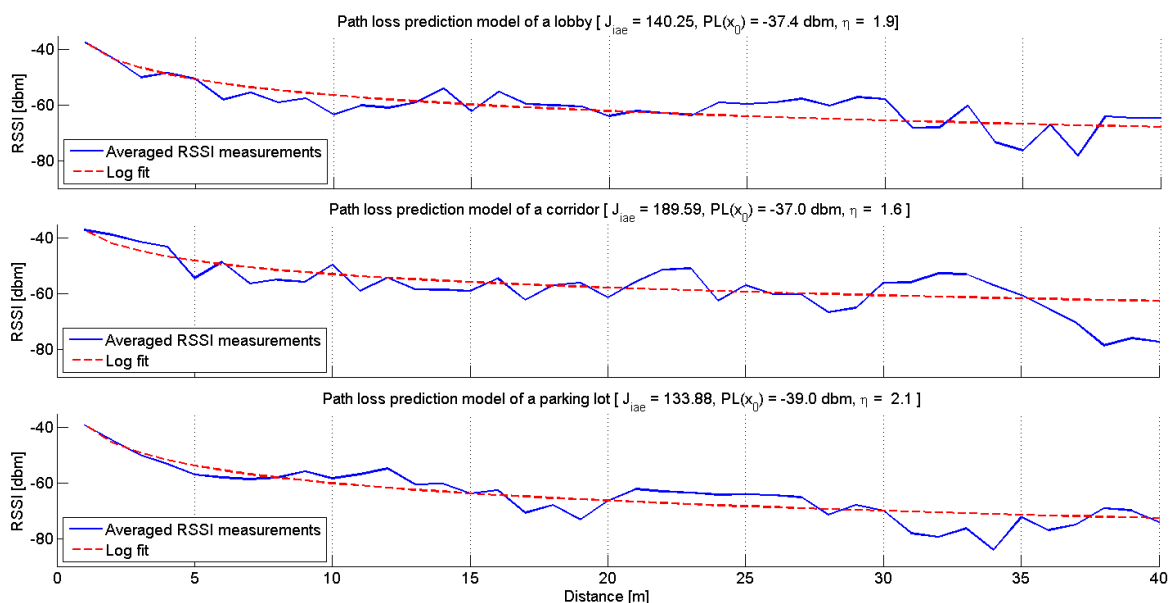 Path loss prediction model of a lobby [ J_iae = 140.25, PL(x_0) = -37.4 dbm, η = 1.9]
-40
-60
-80
RSSI [dbm]
Averaged RSSI measurements
Log fit
Path loss prediction model of a corridor [ J_iae = 189.59, PL(x_0) = -37.0 dbm, η = 1.6 ]
-40
-60
-80
RSSI [dbm]
Averaged RSSI measurements
Log fit
Path loss prediction model of a parking lot [ J_iae = 133.88, PL(x_0) = -39.0 dbm, η = 2.1 ]
-40
-60
-80
RSSI [dbm]
Averaged RSSI measurements
Log fit
0 5 10 15 20 25 30 35 40
Distance [m]